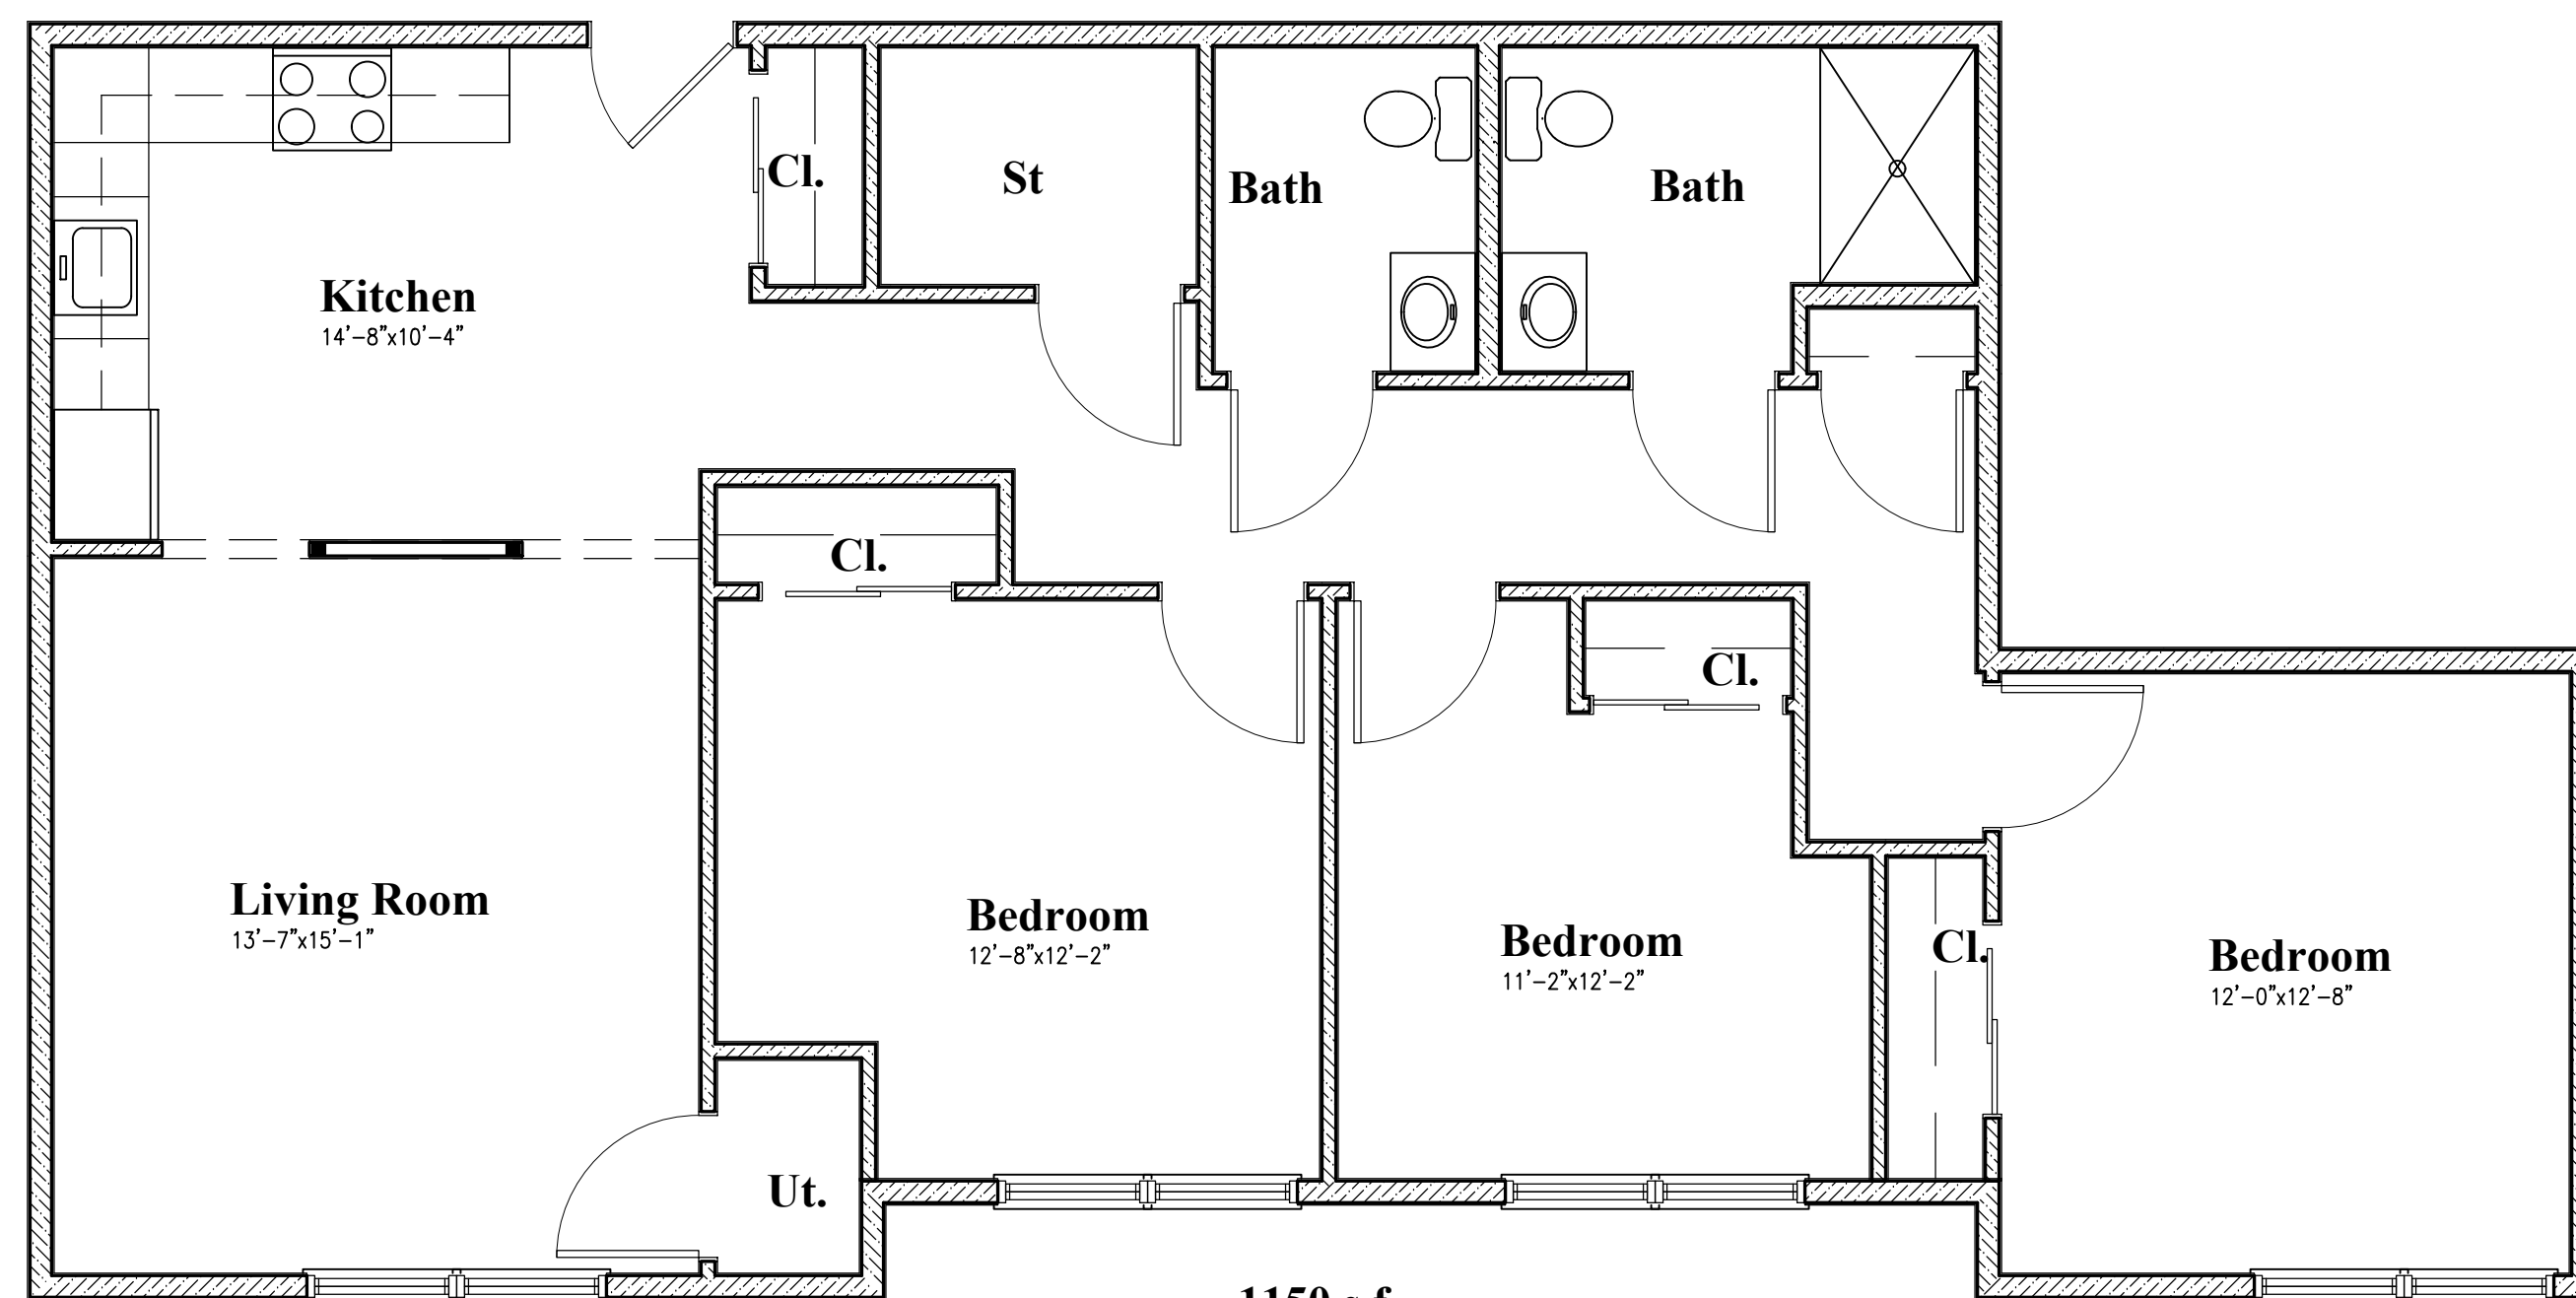 Cl.
St
Bath
Bath
Kitchen
14'-8"x10'-4"
Cl.
Cl.
Living Room
13'-7"x15'-1"
Bedroom
12'-8"x12'-2"
Bedroom
11'-2"x12'-2"
Cl.
Bedroom
12'-0"x12'-8"
Ut.
1150 s.f.